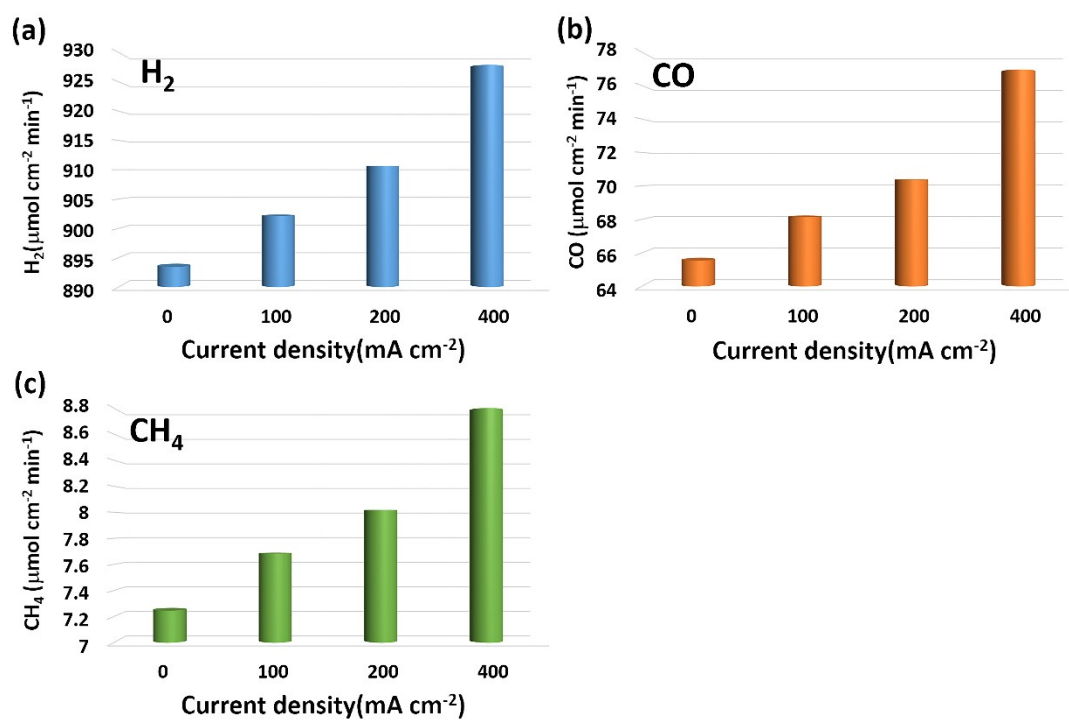 (a)
930
925
920
915
910
905
900
895
890
H₂(μmol cm⁻² min⁻¹)
H₂
0 100 200 400
Current density(mA cm⁻²)
(b)
78
76
74
72
70
68
66
64
CO (μmol cm⁻² min⁻¹)
CO
0 100 200 400
Current density(mA cm⁻²)
(c)
8.8
8.6
8.4
8.2
8
7.8
7.6
7.4
7.2
7
CH₄ (μmol cm⁻² min⁻¹)
CH₄
0 100 200 400
Current density(mA cm⁻²)